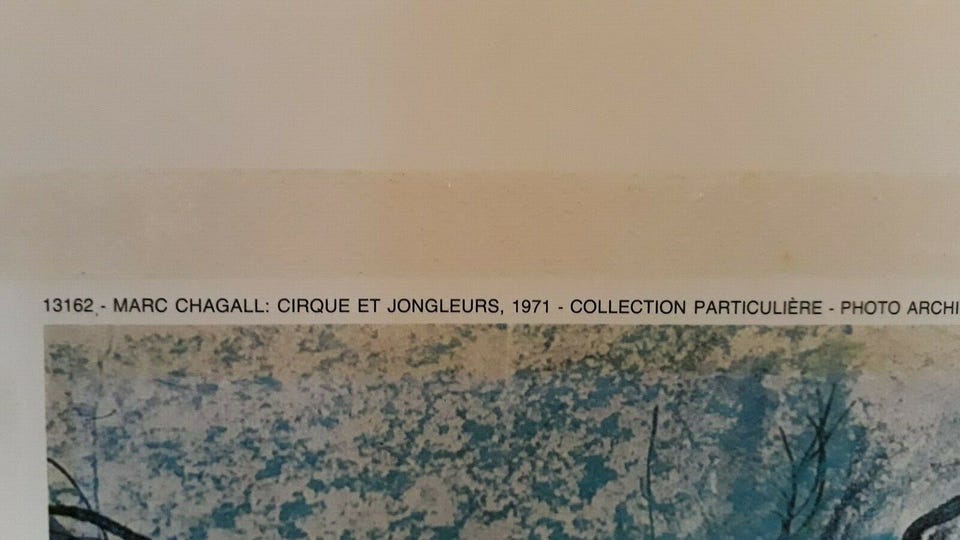 13162 - MARC CHAGALL: CIRQUE ET JONGLEURS, 1971 - COLLECTION PARTICULIÈRE - PHOTO ARCHI